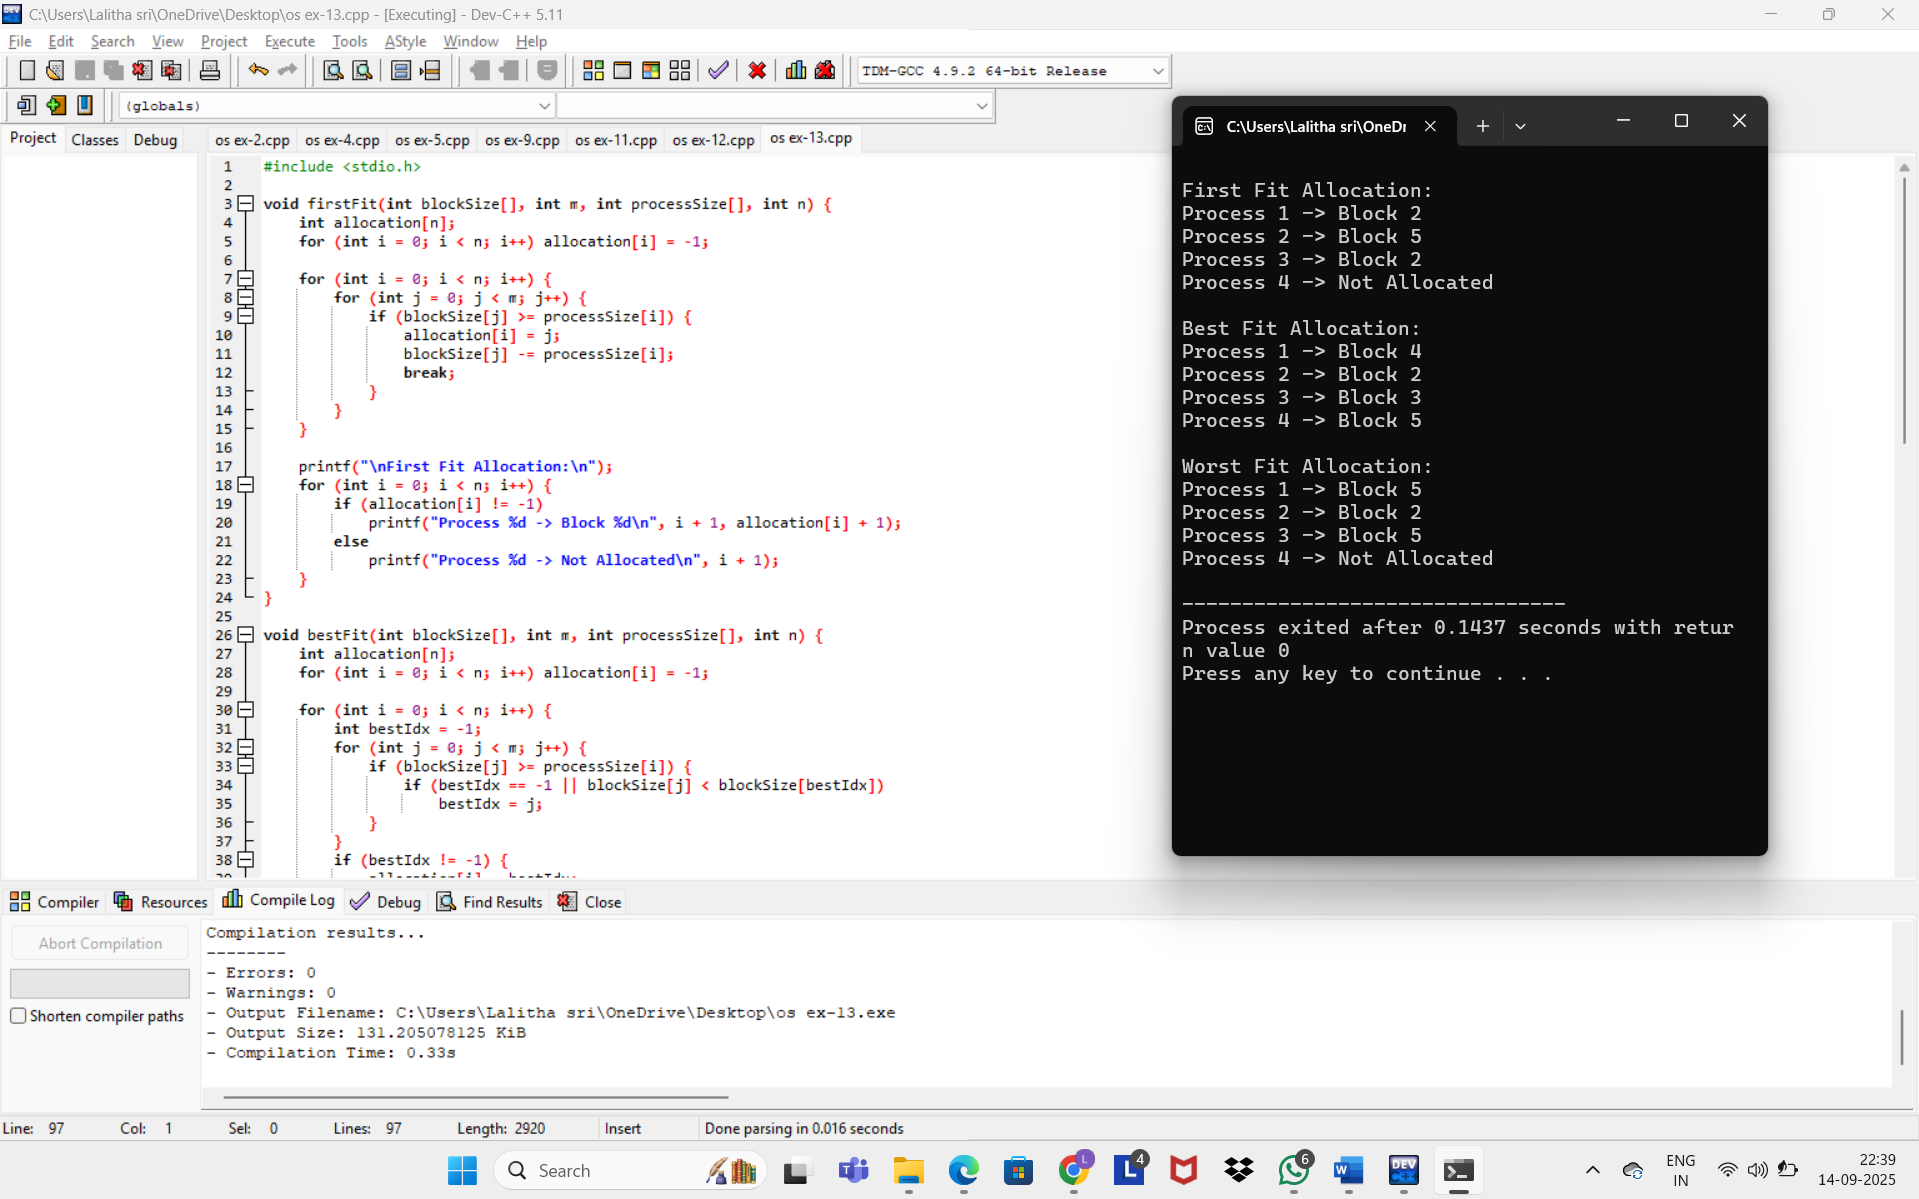 C:\Users\Lalitha sri\OneDrive\Desktop\os ex-13.cpp - [Executing] - Dev-C++ 5.11
File Edit Search View Project Execute Tools AStyle Window Help
TDM-GCC 4.9.2 64-bit Release
(globals)
Project Classes Debug
os ex-2.cpp os ex-4.cpp os ex-5.cpp os ex-9.cpp os ex-11.cpp os ex-12.cpp os ex-13.cpp
1 #include <stdio.h>
2
3 void firstFit(int blockSize[], int m, int processSize[], int n) {
4 int allocation[n];
5 for (int i = 0; i < n; i++) allocation[i] = -1;
6
7 for (int i = 0; i < n; i++) {
8 for (int j = 0; j < m; j++) {
9 if (blockSize[j] >= processSize[i]) {
10 allocation[i] = j;
11 blockSize[j] -= processSize[i];
12 break;
13 }
14 }
15 }
16
17 printf("\nFirst Fit Allocation:\n");
18 for (int i = 0; i < n; i++) {
19 if (allocation[i] != -1)
20 printf("Process %d -> Block %d\n", i + 1, allocation[i] + 1);
21 else
22 printf("Process %d -> Not Allocated\n", i + 1);
23 }
24 }
25
26 void bestFit(int blockSize[], int m, int processSize[], int n) {
27 int allocation[n];
28 for (int i = 0; i < n; i++) allocation[i] = -1;
29
30 for (int i = 0; i < n; i++) {
31 int bestIdx = -1;
32 for (int j = 0; j < m; j++) {
33 if (blockSize[j] >= processSize[i]) {
34 if (bestIdx == -1 || blockSize[j] < blockSize[bestIdx])
35 bestIdx = j;
36 }
37 }
38 if (bestIdx != -1) {
C:\Users\Lalitha sri\OneDr
First Fit Allocation:
Process 1 -> Block 2
Process 2 -> Block 5
Process 3 -> Block 2
Process 4 -> Not Allocated
Best Fit Allocation:
Process 1 -> Block 4
Process 2 -> Block 2
Process 3 -> Block 3
Process 4 -> Block 5
Worst Fit Allocation:
Process 1 -> Block 5
Process 2 -> Block 2
Process 3 -> Block 5
Process 4 -> Not Allocated
--------------------------------
Process exited after 0.1437 seconds with retur
n value 0
Press any key to continue . . .
Compiler Resources Compile Log Debug Find Results Close
Abort Compilation
Shorten compiler paths
Compilation results...
--------
- Errors: 0
- Warnings: 0
- Output Filename: C:\Users\Lalitha sri\OneDrive\Desktop\os ex-13.exe
- Output Size: 131.205078125 KiB
- Compilation Time: 0.33s
Line: 97 Col: 1 Sel: 0 Lines: 97 Length: 2920 Insert Done parsing in 0.016 seconds
Search
L
4
6
DEV
ENG
IN
22:39
14-09-2025